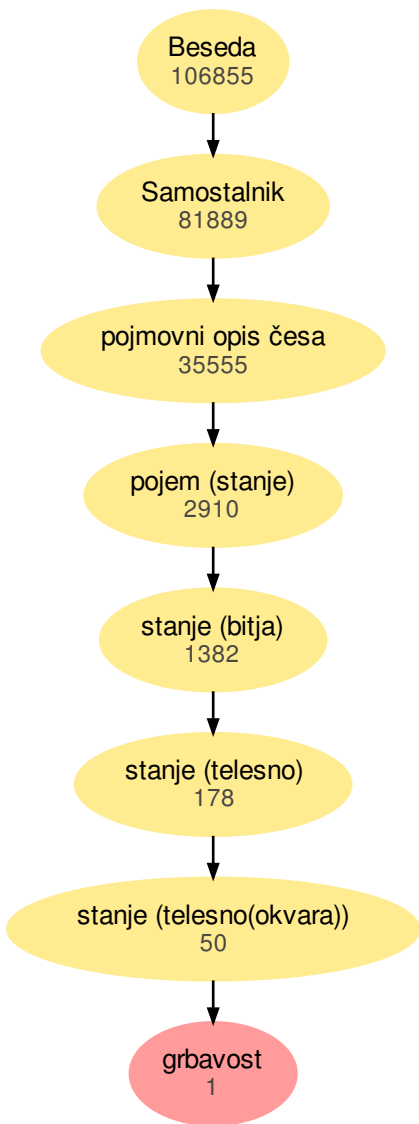 Beseda
106855
Samostalnik
81889
pojmovni opis česa
35555
pojem (stanje)
2910
stanje (bitja)
1382
stanje (telesno)
178
stanje (telesno(okvara))
50
grbavost
1